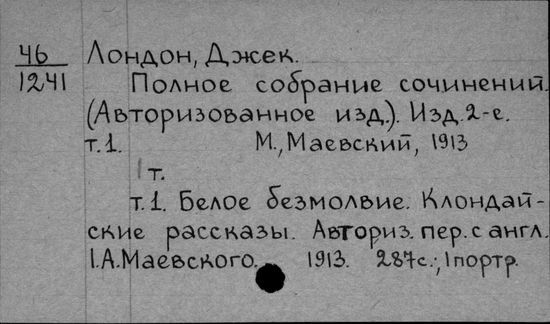 46 Лондон, Джек.
1241 Полное собрание сочинений.
(Авторизованное изд.). Изд. 2-е.
т. 1. М., Маевский, 1913
1 т.
т. 1. Белое безмолвие. Клондай-
ские рассказы. Авториз. пер. с англ.
I.А. Маевского. 1913. 287с.; 1 портр.